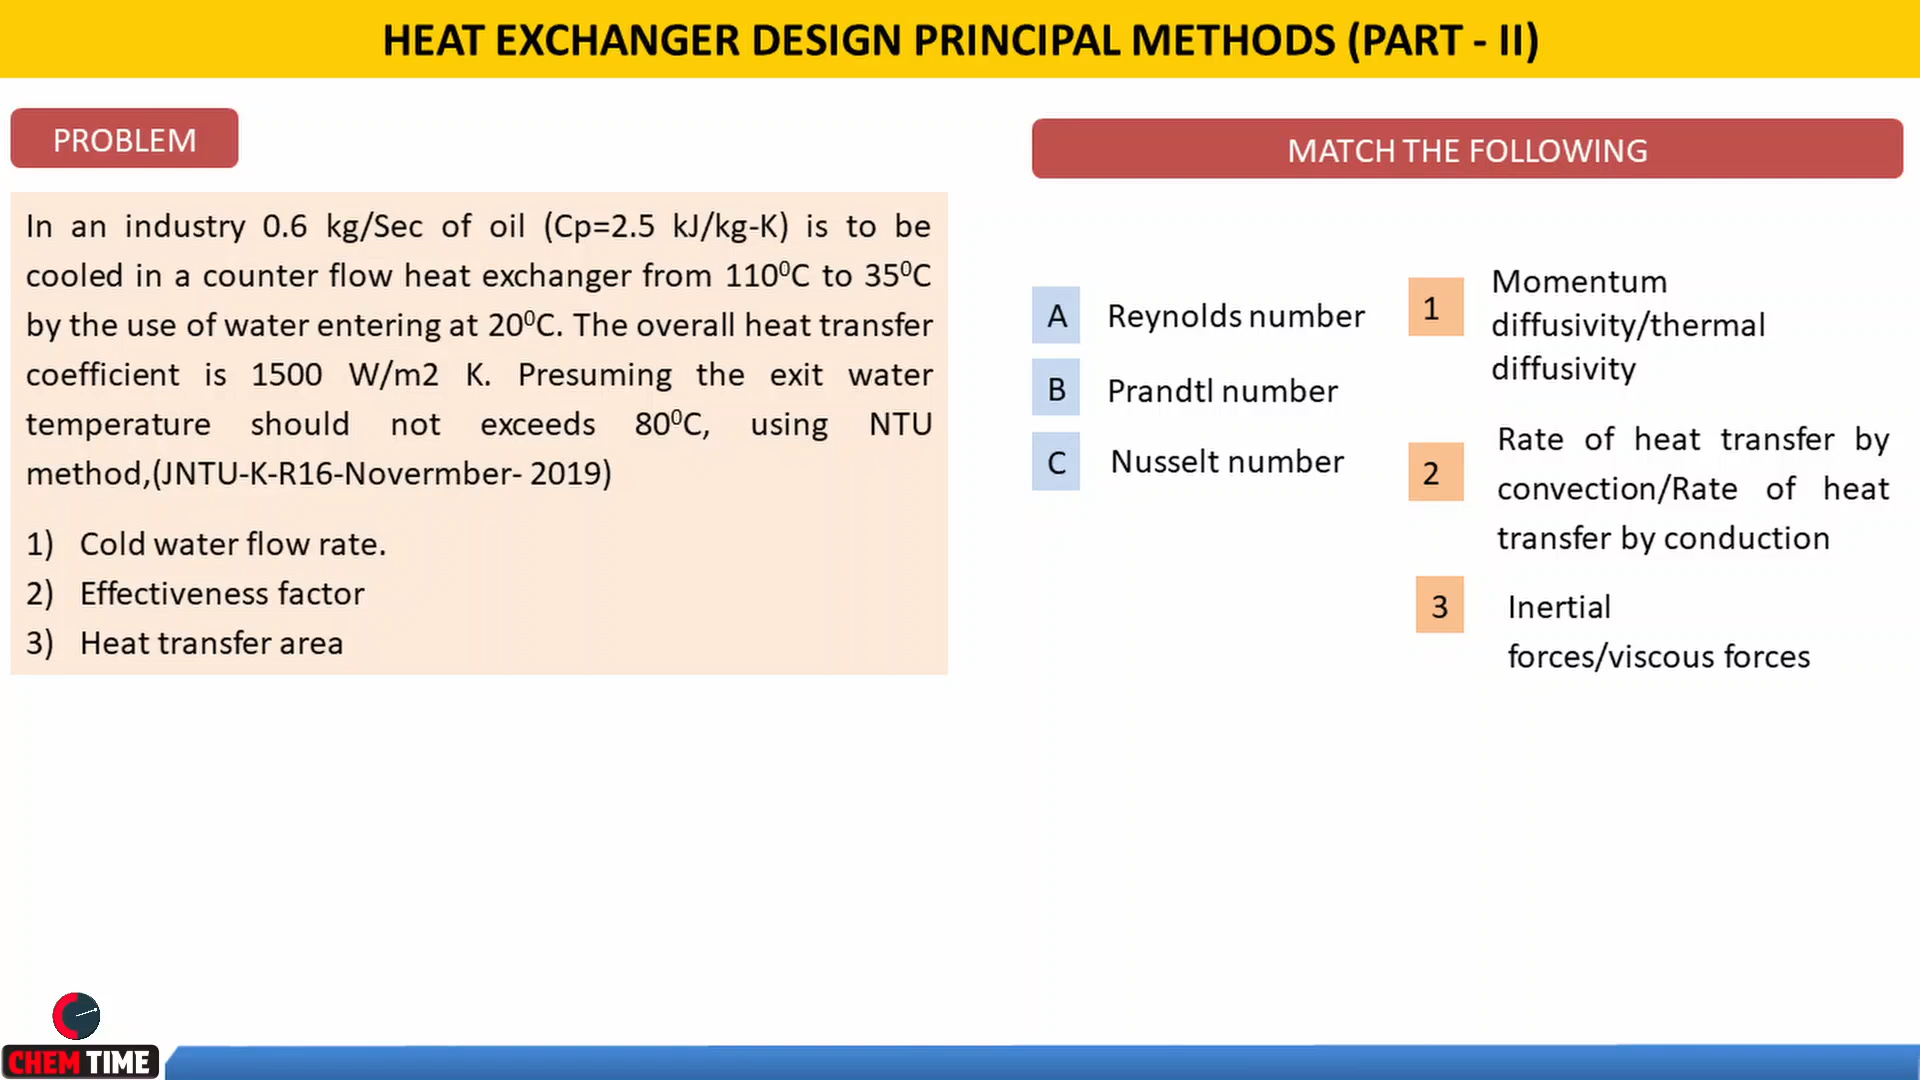 HEAT EXCHANGER DESIGN PRINCIPAL METHODS (PART - II)
PROBLEM
In an industry 0.6 kg/Sec of oil (Cp=2.5 kJ/kg-K) is to be
cooled in a counter flow heat exchanger from 110⁰C to 35⁰C
by the use of water entering at 20⁰C. The overall heat transfer
coefficient is 1500 W/m2 K. Presuming the exit water
temperature should not exceeds 80⁰C, using NTU
method,(JNTU-K-R16-Novermber- 2019)
1) Cold water flow rate.
2) Effectiveness factor
3) Heat transfer area
MATCH THE FOLLOWING
A Reynolds number
B Prandtl number
C Nusselt number
1 Momentum
diffusivity/thermal
diffusivity
2 Rate of heat transfer by
convection/Rate of heat
transfer by conduction
3 Inertial
forces/viscous forces
CHEM TIME